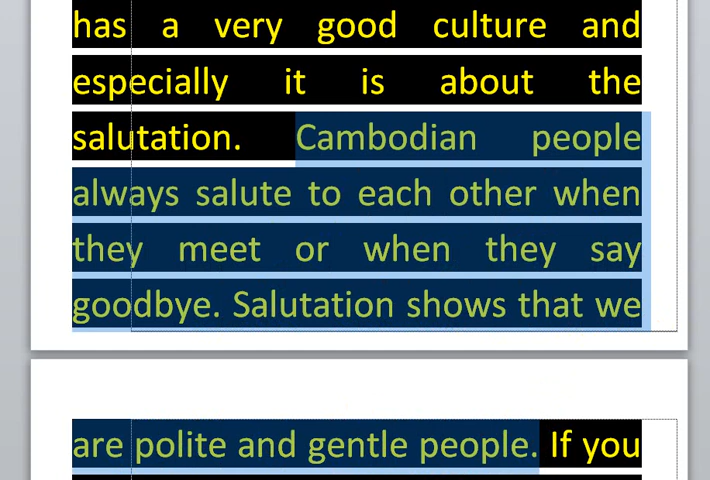 has a very good culture and
especially it is about the
salutation. Cambodian people
always salute to each other when
they meet or when they say
goodbye. Salutation shows that we
are polite and gentle people. If you